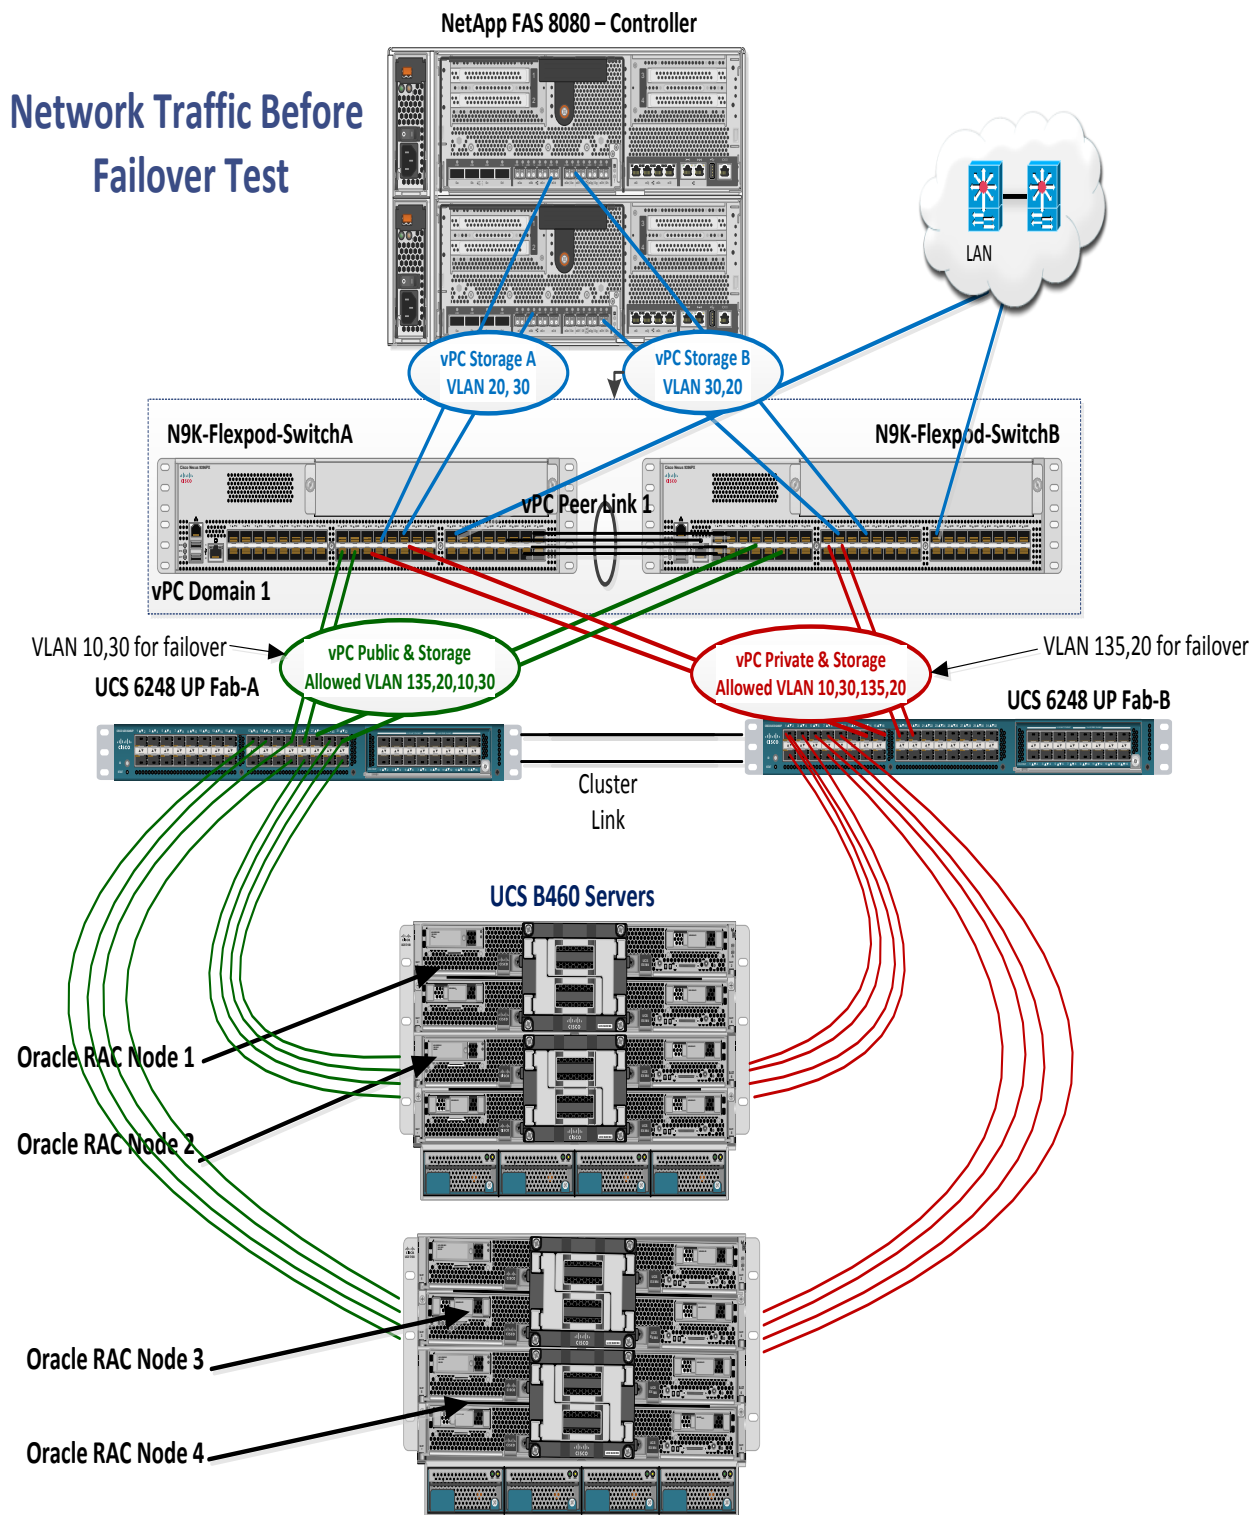 NetApp FAS 8080 – Controller
Network Traffic Before
Failover Test
LAN
vPC Storage A
VLAN 20, 30
vPC Storage B
VLAN 30,20
N9K-Flexpod-SwitchA
N9K-Flexpod-SwitchB
vPC Peer Link 1
vPC Domain 1
VLAN 10,30 for failover
vPC Public & Storage
Allowed VLAN 135,20,10,30
vPC Private & Storage
Allowed VLAN 10,30,135,20
VLAN 135,20 for failover
UCS 6248 UP Fab-A
UCS 6248 UP Fab-B
Cluster
Link
UCS B460 Servers
Oracle RAC Node 1
Oracle RAC Node 2
Oracle RAC Node 3
Oracle RAC Node 4